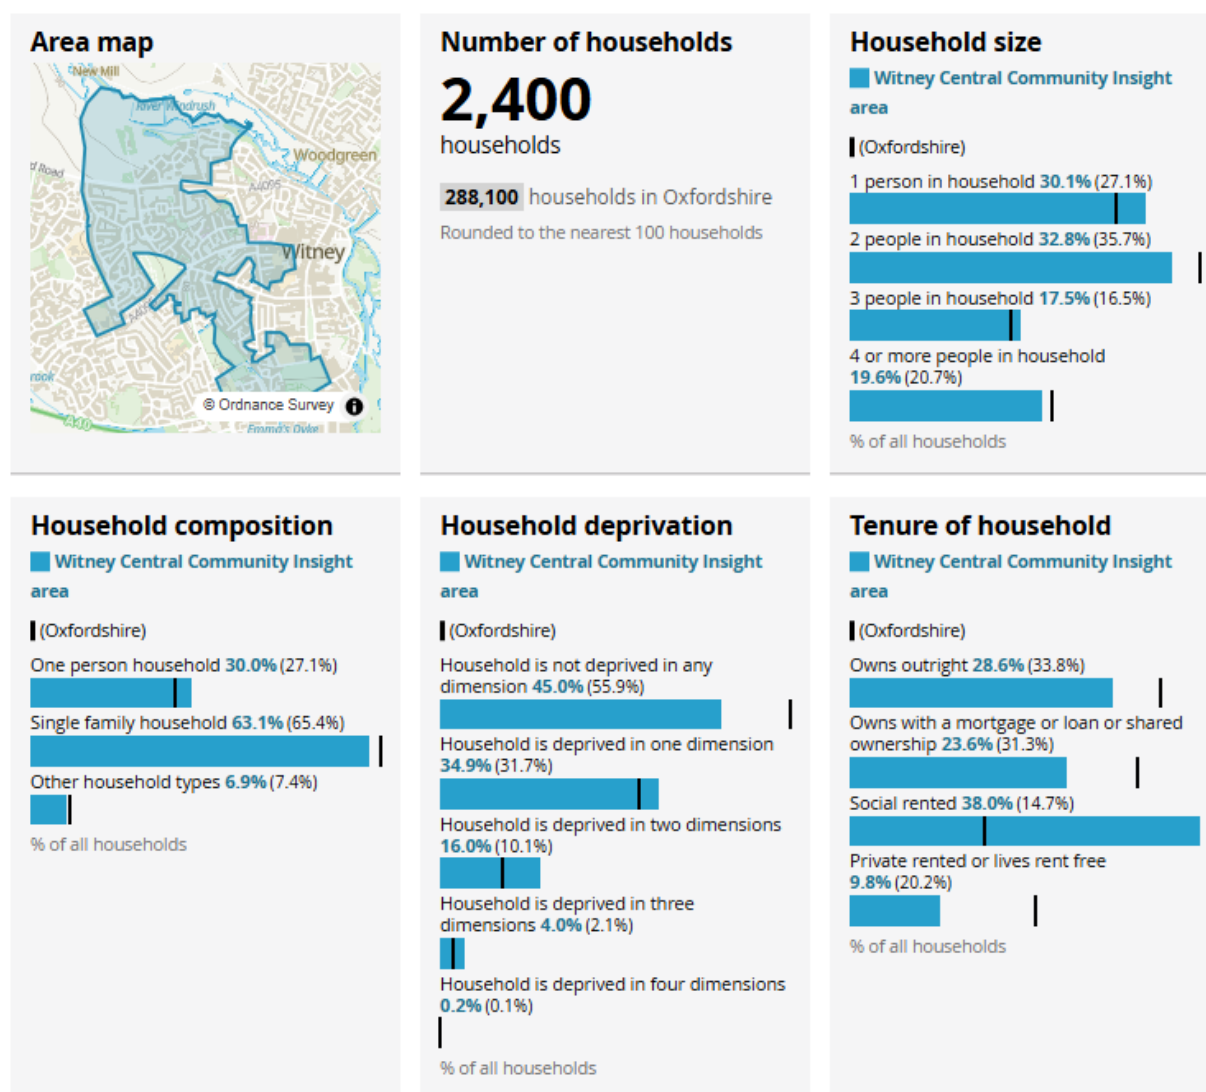 Area map
New Mill
River Windrush
Woodgreen
d Road
A4095
Witney
A4095
rook
© Ordnance Survey
A40
Emma's Dyke
Number of households
2,400
households
288,100 households in Oxfordshire
Rounded to the nearest 100 households
Household size
Witney Central Community Insight
area
(Oxfordshire)
1 person in household 30.1% (27.1%)
2 people in household 32.8% (35.7%)
3 people in household 17.5% (16.5%)
4 or more people in household
19.6% (20.7%)
% of all households
Household composition
Witney Central Community Insight
area
(Oxfordshire)
One person household 30.0% (27.1%)
Single family household 63.1% (65.4%)
Other household types 6.9% (7.4%)
% of all households
Household deprivation
Witney Central Community Insight
area
(Oxfordshire)
Household is not deprived in any
dimension 45.0% (55.9%)
Household is deprived in one dimension
34.9% (31.7%)
Household is deprived in two dimensions
16.0% (10.1%)
Household is deprived in three
dimensions 4.0% (2.1%)
Household is deprived in four dimensions
0.2% (0.1%)
% of all households
Tenure of household
Witney Central Community Insight
area
(Oxfordshire)
Owns outright 28.6% (33.8%)
Owns with a mortgage or loan or shared
ownership 23.6% (31.3%)
Social rented 38.0% (14.7%)
Private rented or lives rent free
9.8% (20.2%)
% of all households